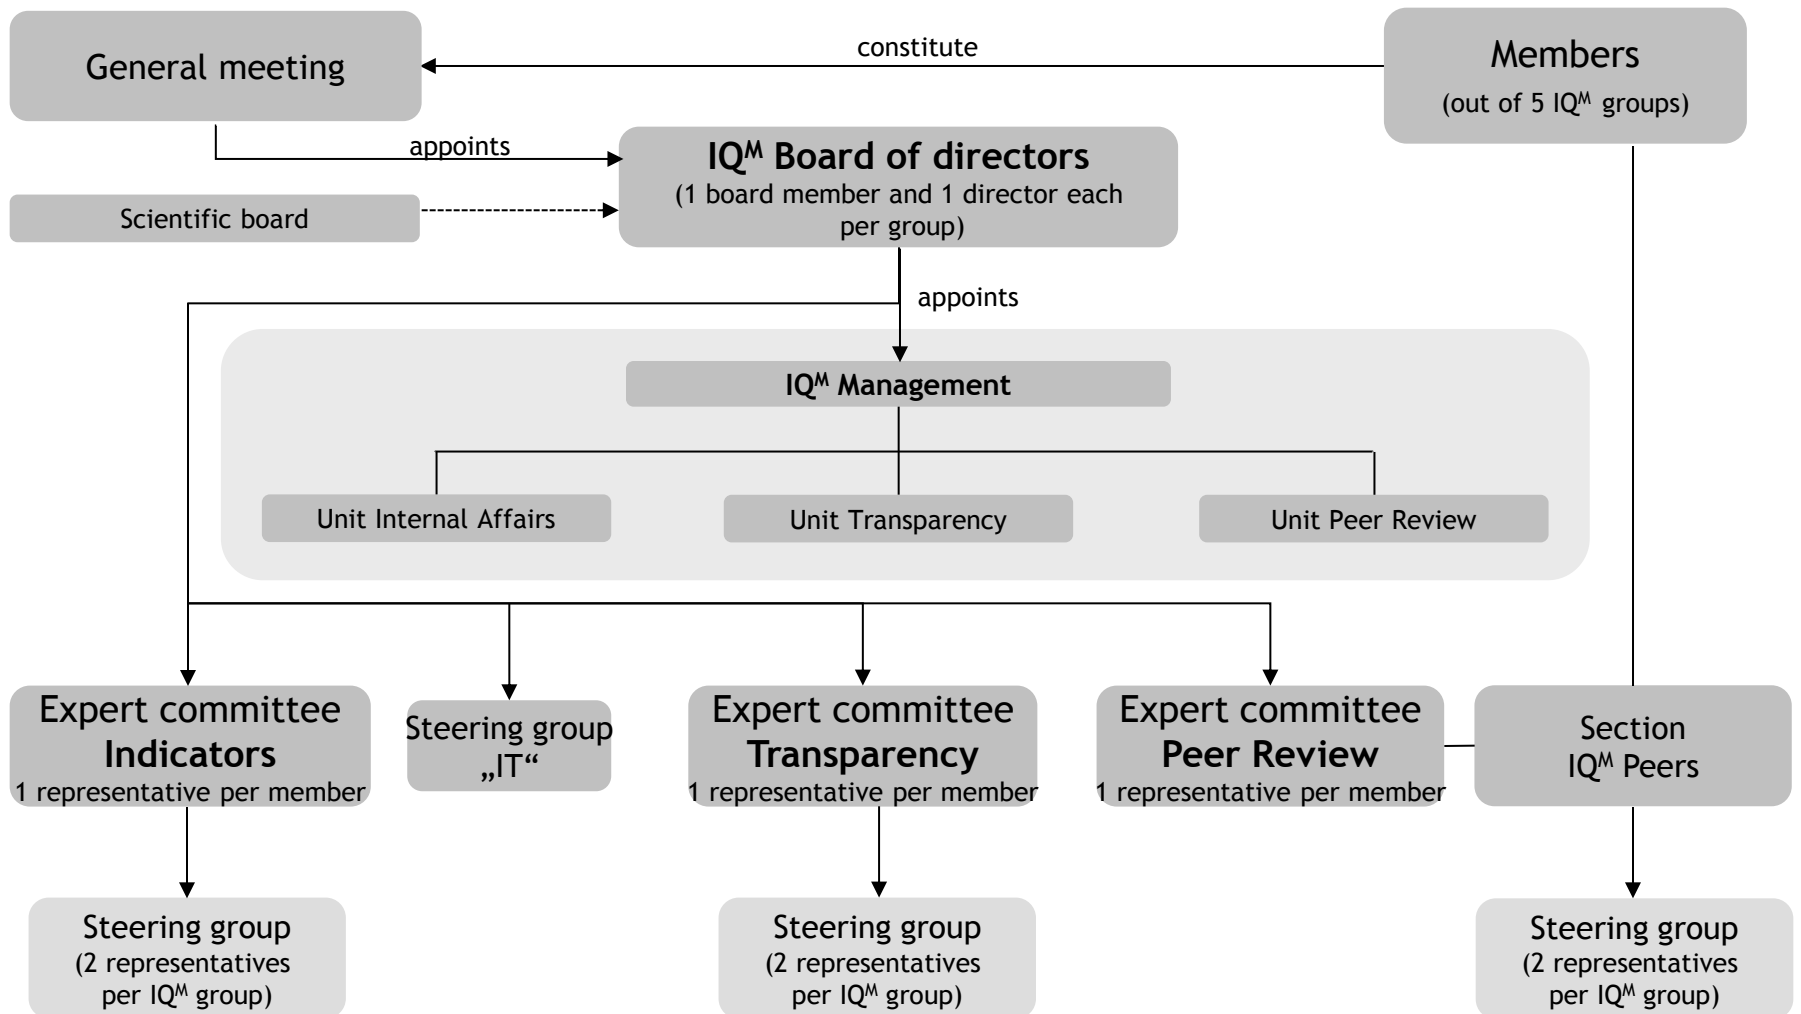 General meeting
constitute
Members
(out of 5 IQᴹ groups)
appoints
IQᴹ Board of directors
(1 board member and 1 director each
per group)
Scientific board
appoints
IQᴹ Management
Unit Internal Affairs
Unit Transparency
Unit Peer Review
Expert committee
Indicators
1 representative per member
Steering group
„IT“
Expert committee
Transparency
1 representative per member
Expert committee
Peer Review
1 representative per member
Section
IQᴹ Peers
Steering group
(2 representatives
per IQᴹ group)
Steering group
(2 representatives
per IQᴹ group)
Steering group
(2 representatives
per IQᴹ group)